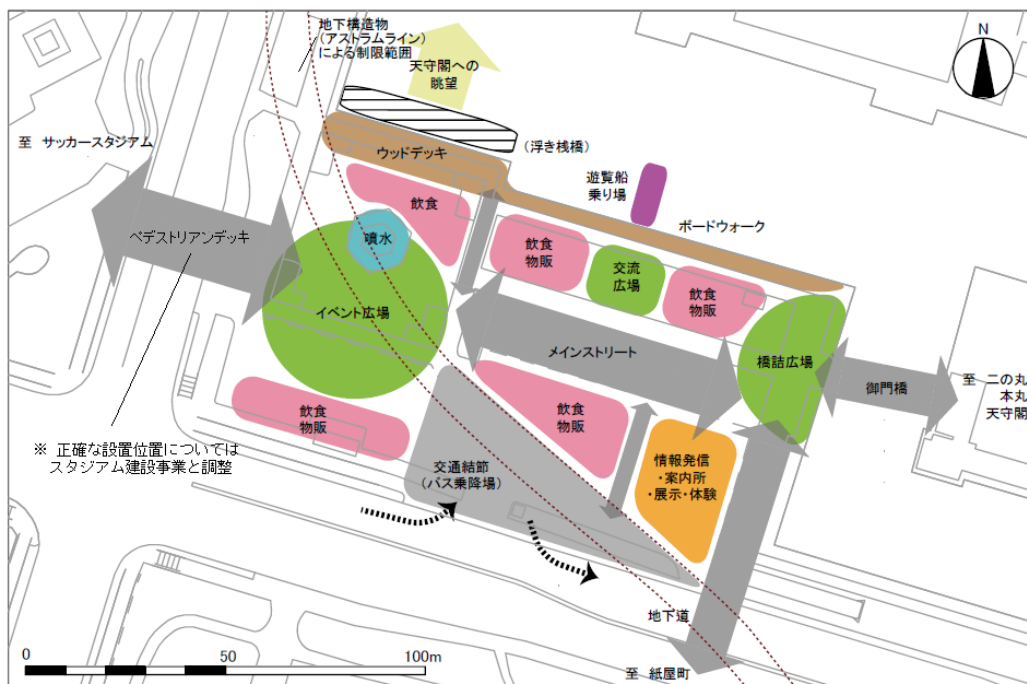 地下構造物
（アストラムライン）
による制限範囲
天守閣への
眺望
N
至 サッカースタジアム
ウッドデッキ
（浮き桟橋）
遊覧船
乗り場
ボードウォーク
ペデストリアンデッキ
飲食
噴水
飲食
物販
交流
広場
飲食
物販
イベント広場
メインストリート
橋詰広場
御門橋
至 二の丸
本丸
天守閣
飲食
物販
飲食
物販
※ 正確な設置位置については
スタジアム建設事業と調整
交通結節
（バス乗降場）
情報発信
・案内所
・展示・体験
地下道
至 紙屋町
0
50
100m